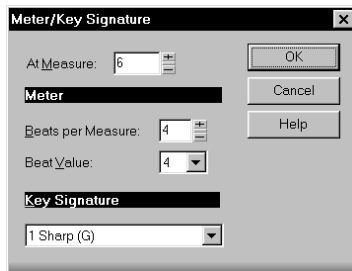 Meter/Key Signature
At Measure: 6
OK
Meter
Cancel
Beats per Measure: 4
Help
Beat Value: 4
Key Signature
1 Sharp (G)